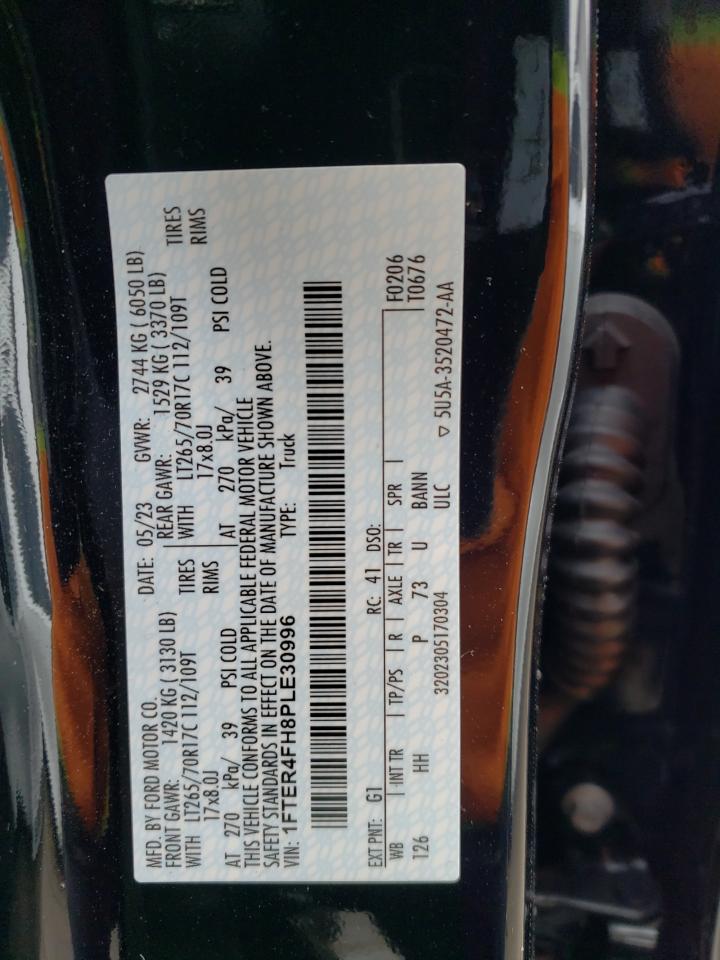 MFD. BY FORD MOTOR CO.
DATE: 05/23 GVWR: 2744 KG ( 6050 LB)
FRONT GAWR: 1420 KG ( 3130 LB) REAR GAWR: 1529 KG ( 3370 LB)
WITH LT265/70R17C 112/109T TIRES WITH LT265/70R17C 112/109T TIRES
17x8.0J RIMS 17x8.0J RIMS
AT 270 kPa/ 39 PSI COLD AT 270 kPa/ 39 PSI COLD
THIS VEHICLE CONFORMS TO ALL APPLICABLE FEDERAL MOTOR VEHICLE
SAFETY STANDARDS IN EFFECT ON THE DATE OF MANUFACTURE SHOWN ABOVE.
VIN: 1FTER4FH8PLE30996 TYPE: Truck
EXT PNT: G1 RC: 41 DSO:
WB INT TR TP/PS R AXLE TR SPR F0206
126 HH P 73 U BANN T0676
3202305170304 ULC ▽ 5U5A-3520472-AA